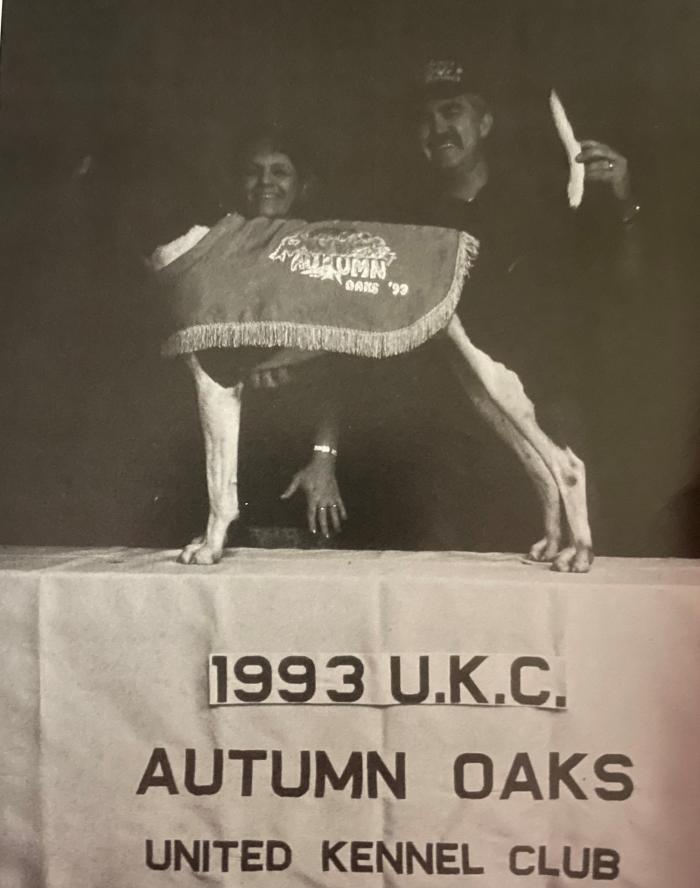 AUTUMN
OAKS '93
1993 U.K.C.
AUTUMN OAKS
UNITED KENNEL CLUB